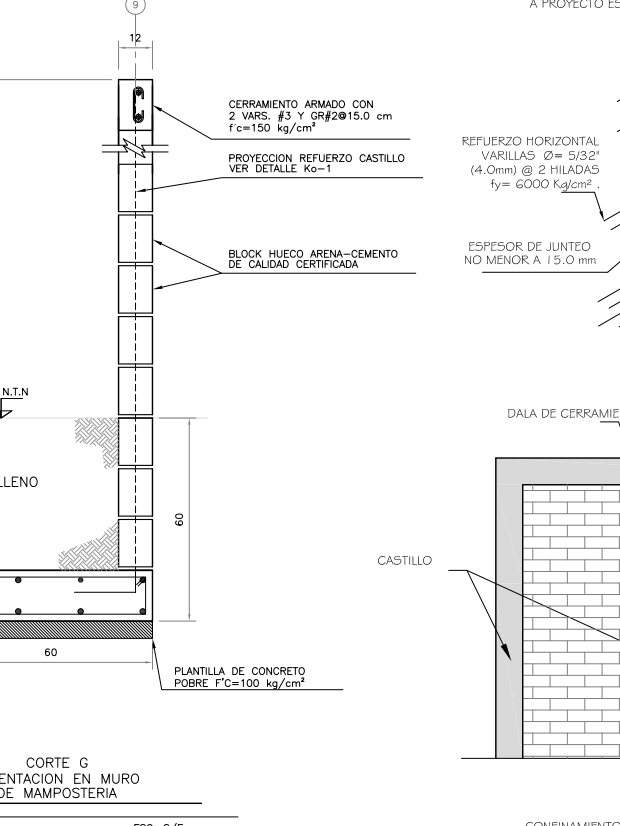 9
A PROYECTO
12
CERRAMIENTO ARMADO CON
2 VARS. #3 Y GR#2@15.0 cm
f'c=150 kg/cm²
PROYECCION REFUERZO CASTILLO
VER DETALLE Ko-1
BLOCK HUECO ARENA-CEMENTO
DE CALIDAD CERTIFICADA
REFUERZO HORIZONTAL
VARILLAS Ø= 5/32"
(4.0mm) @ 2 HILADAS
fy= 6000 Kg/cm² .
ESPESOR DE JUNTEO
NO MENOR A 15.0 mm
N.T.N
DALA DE CERRAMIE
LLENO
60
CASTILLO
60
PLANTILLA DE CONCRETO
POBRE F'C=100 kg/cm²
CORTE G
ENTACION EN MURO
DE MAMPOSTERIA